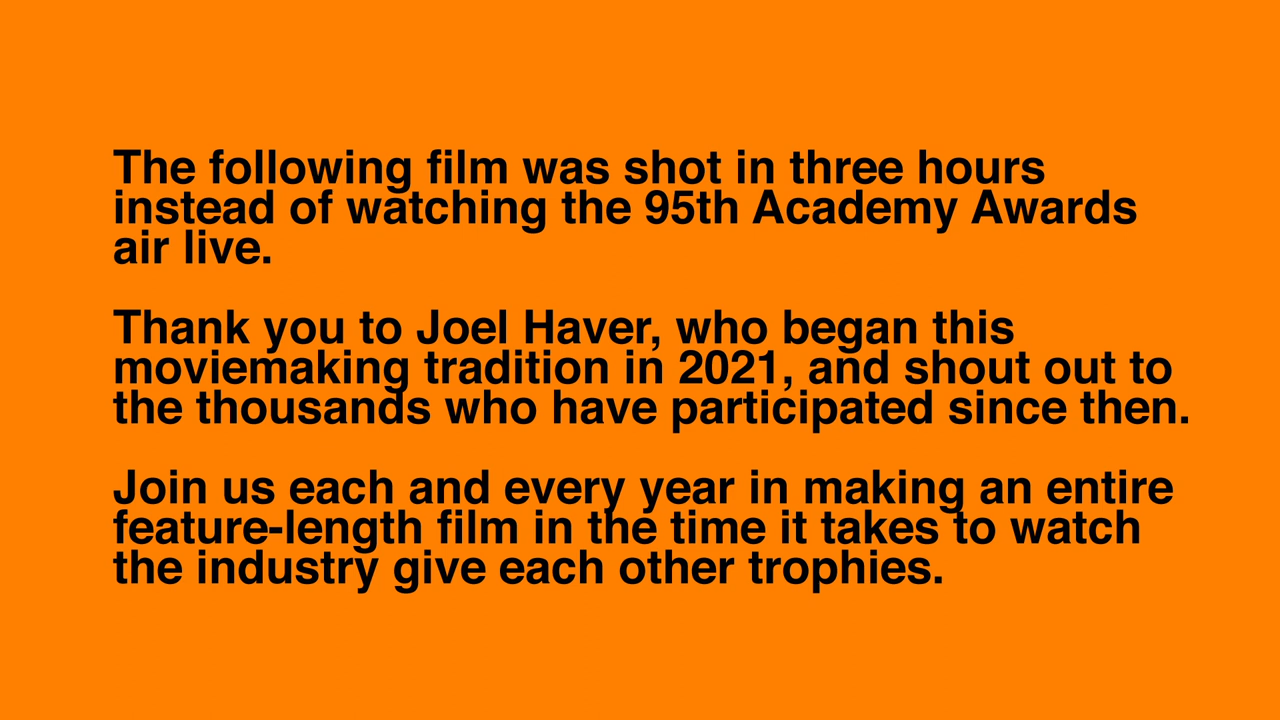 The following film was shot in three hours
instead of watching the 95th Academy Awards
air live.
Thank you to Joel Haver, who began this
moviemaking tradition in 2021, and shout out to
the thousands who have participated since then.
Join us each and every year in making an entire
feature-length film in the time it takes to watch
the industry give each other trophies.